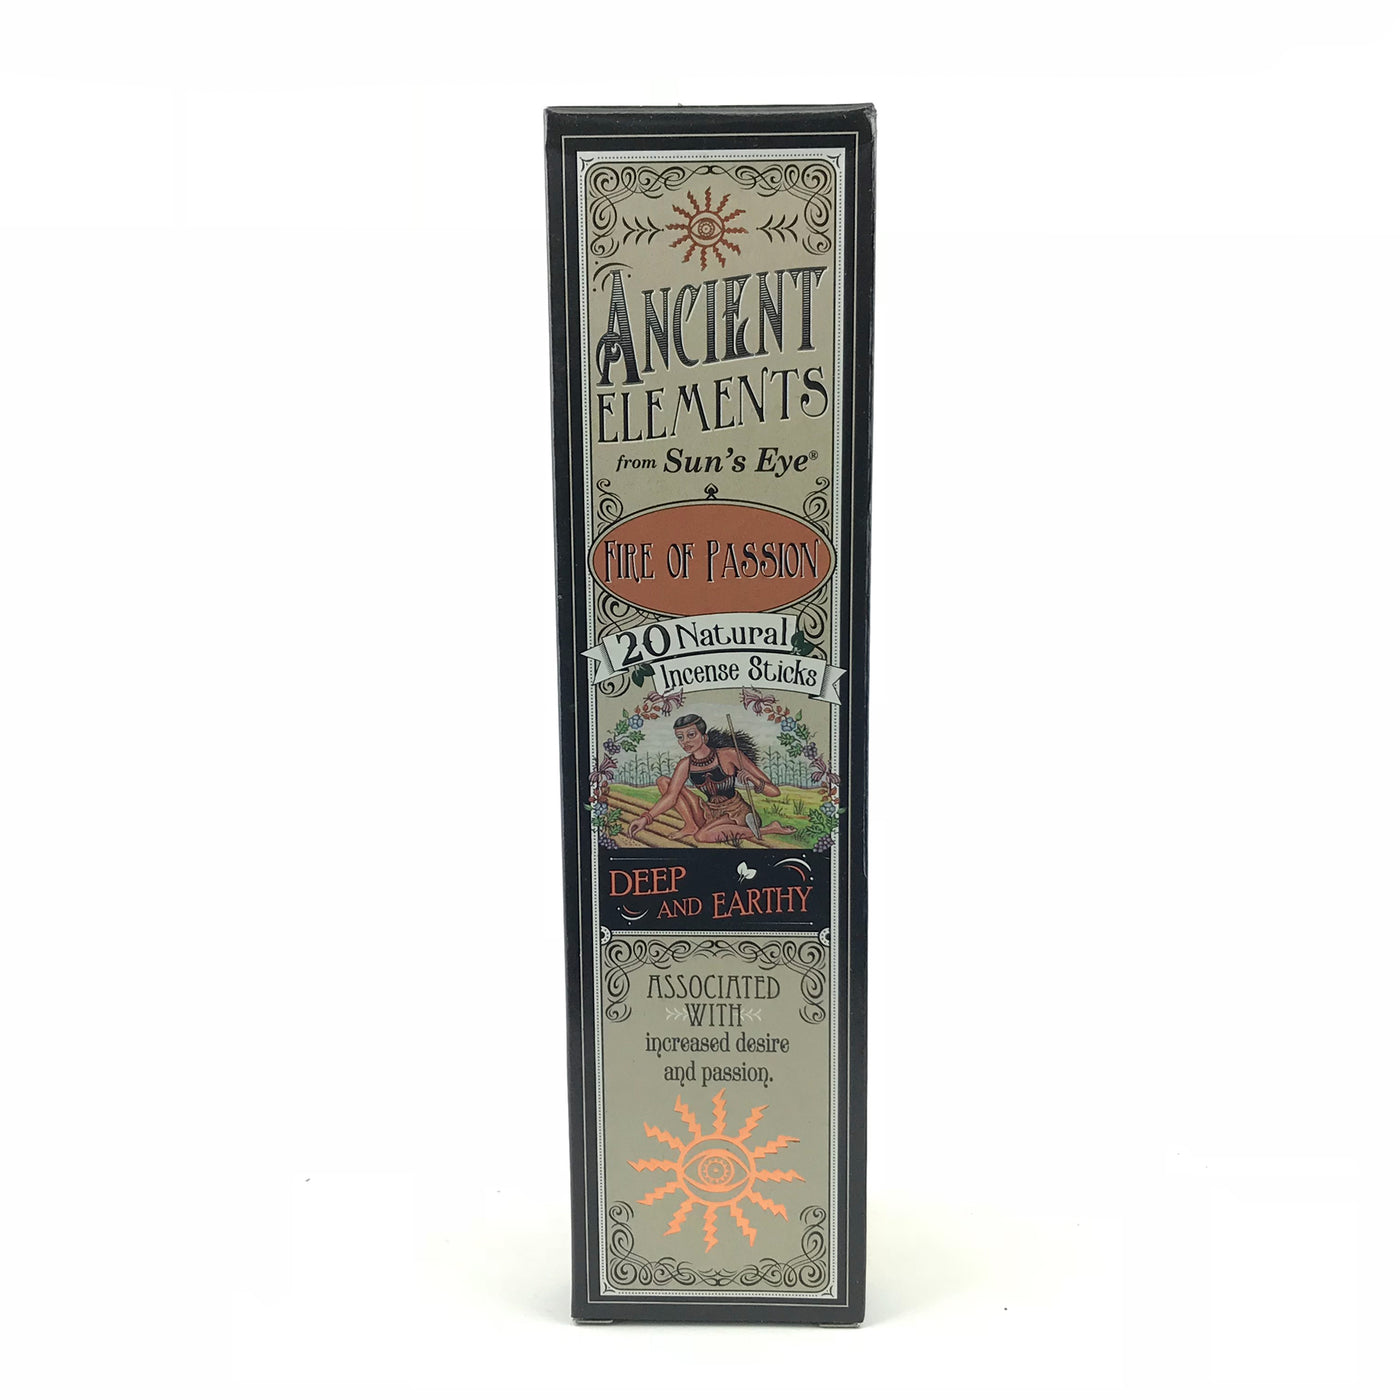 ANCIENT
ELEMENTS
from Sun's Eye®
FIRE OF PASSION
20 Natural
Incense Sticks
DEEP
AND EARTHY
ASSOCIATED
WITH
increased desire
and passion.